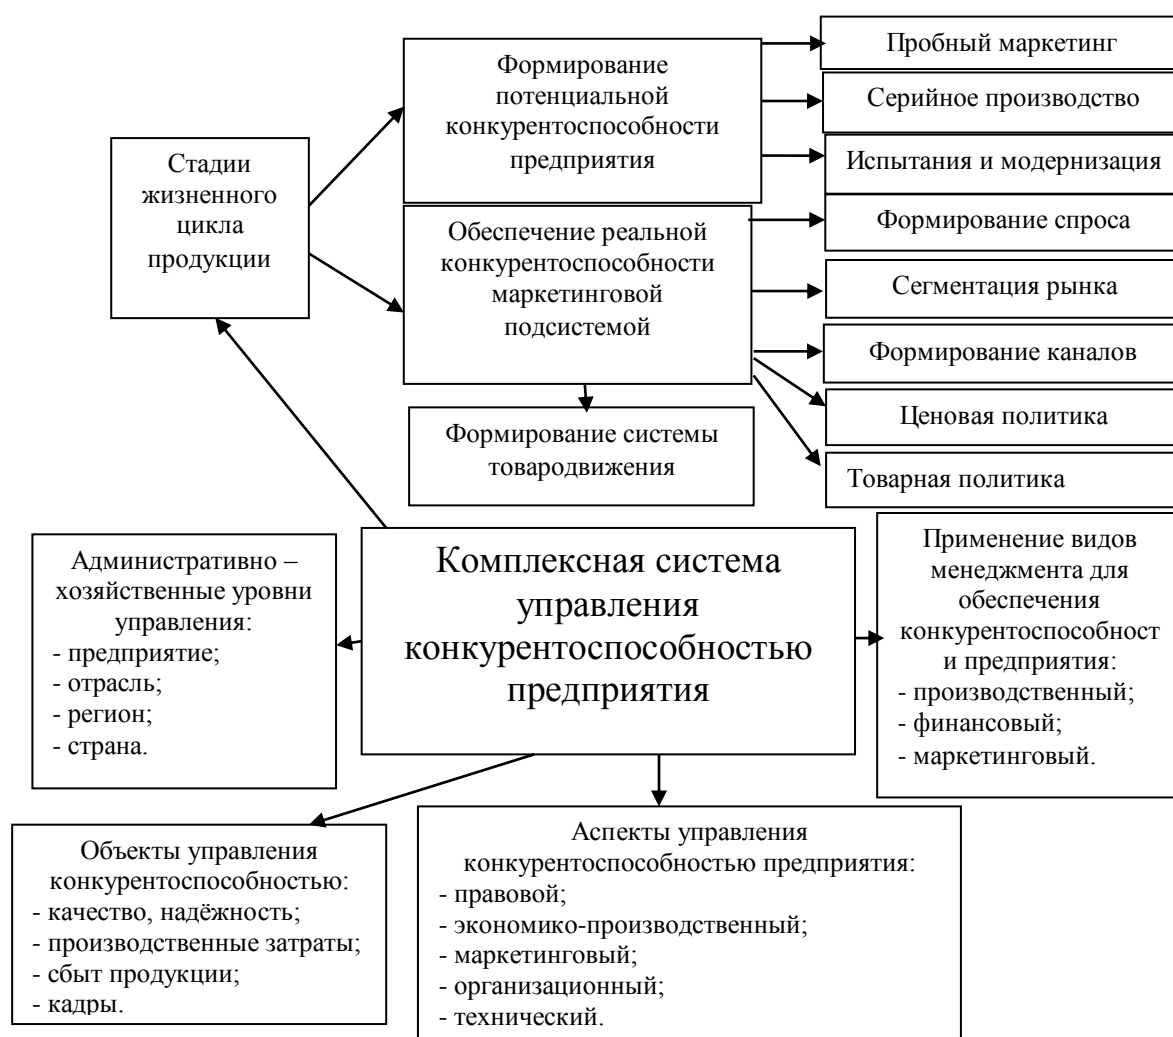 Стадии
жизненного
цикла
продукции
Формирование
потенциальной
конкурентоспособности
предприятия
Обеспечение реальной
конкурентоспособности
маркетинговой
подсистемой
Формирование системы
товародвижения
Пробный маркетинг
Серийное производство
Испытания и модернизация
Формирование спроса
Сегментация рынка
Формирование каналов
Ценовая политика
Товарная политика
Административно –
хозяйственные уровни
управления:
- предприятие;
- отрасль;
- регион;
- страна.
Комплексная система
управления
конкурентоспособностью
предприятия
Применение видов
менеджмента для
обеспечения
конкурентоспособност
и предприятия:
- производственный;
- финансовый;
- маркетинговый.
Объекты управления
конкурентоспособностью:
- качество, надёжность;
- производственные затраты;
- сбыт продукции;
- кадры.
Аспекты управления
конкурентоспособностью предприятия:
- правовой;
- экономико-производственный;
- маркетинговый;
- организационный;
- технический.